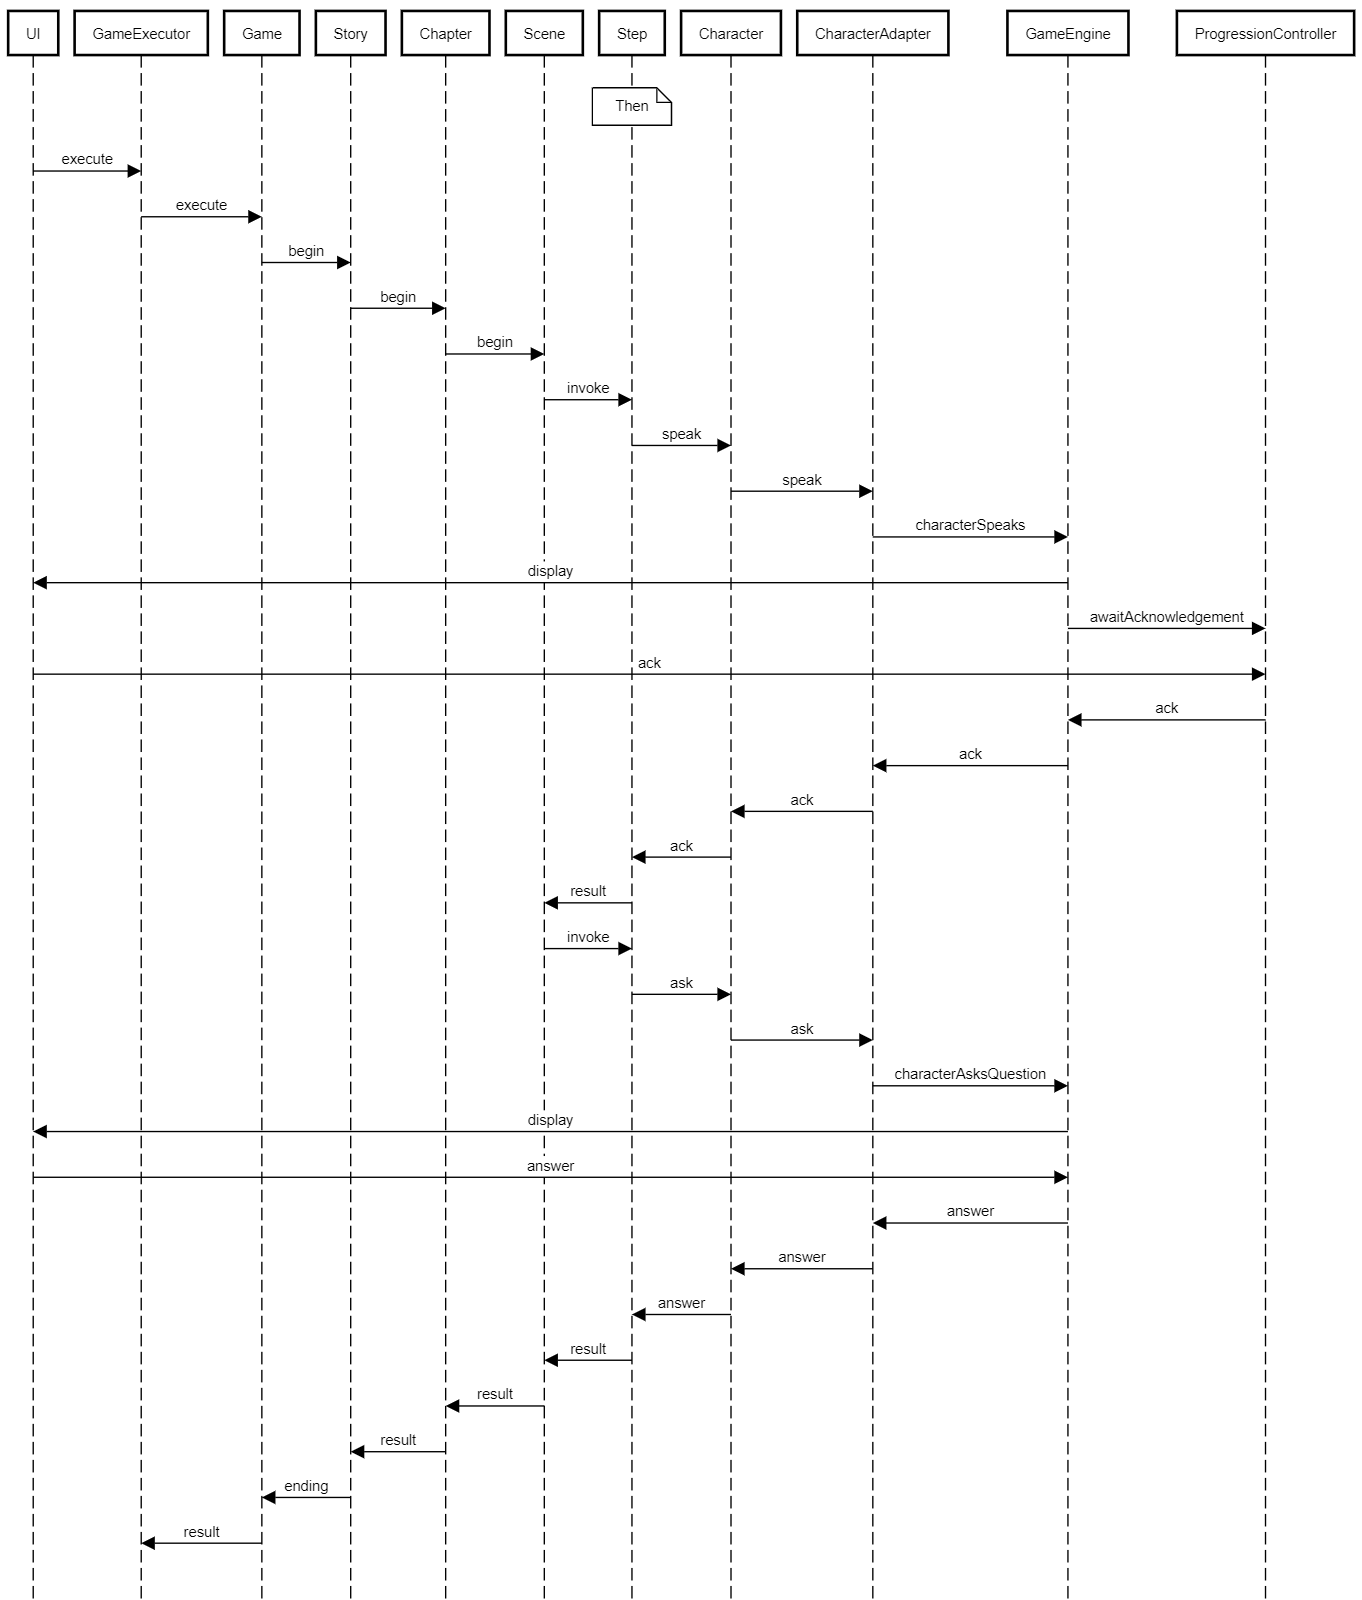 UI
GameExecutor
Game
Story
Chapter
Scene
Step
Character
CharacterAdapter
GameEngine
ProgressionController
Then
execute
execute
begin
begin
begin
invoke
speak
speak
characterSpeaks
display
awaitAcknowledgement
ack
ack
ack
ack
ack
result
invoke
ask
ask
characterAsksQuestion
display
answer
answer
answer
answer
result
result
result
ending
result